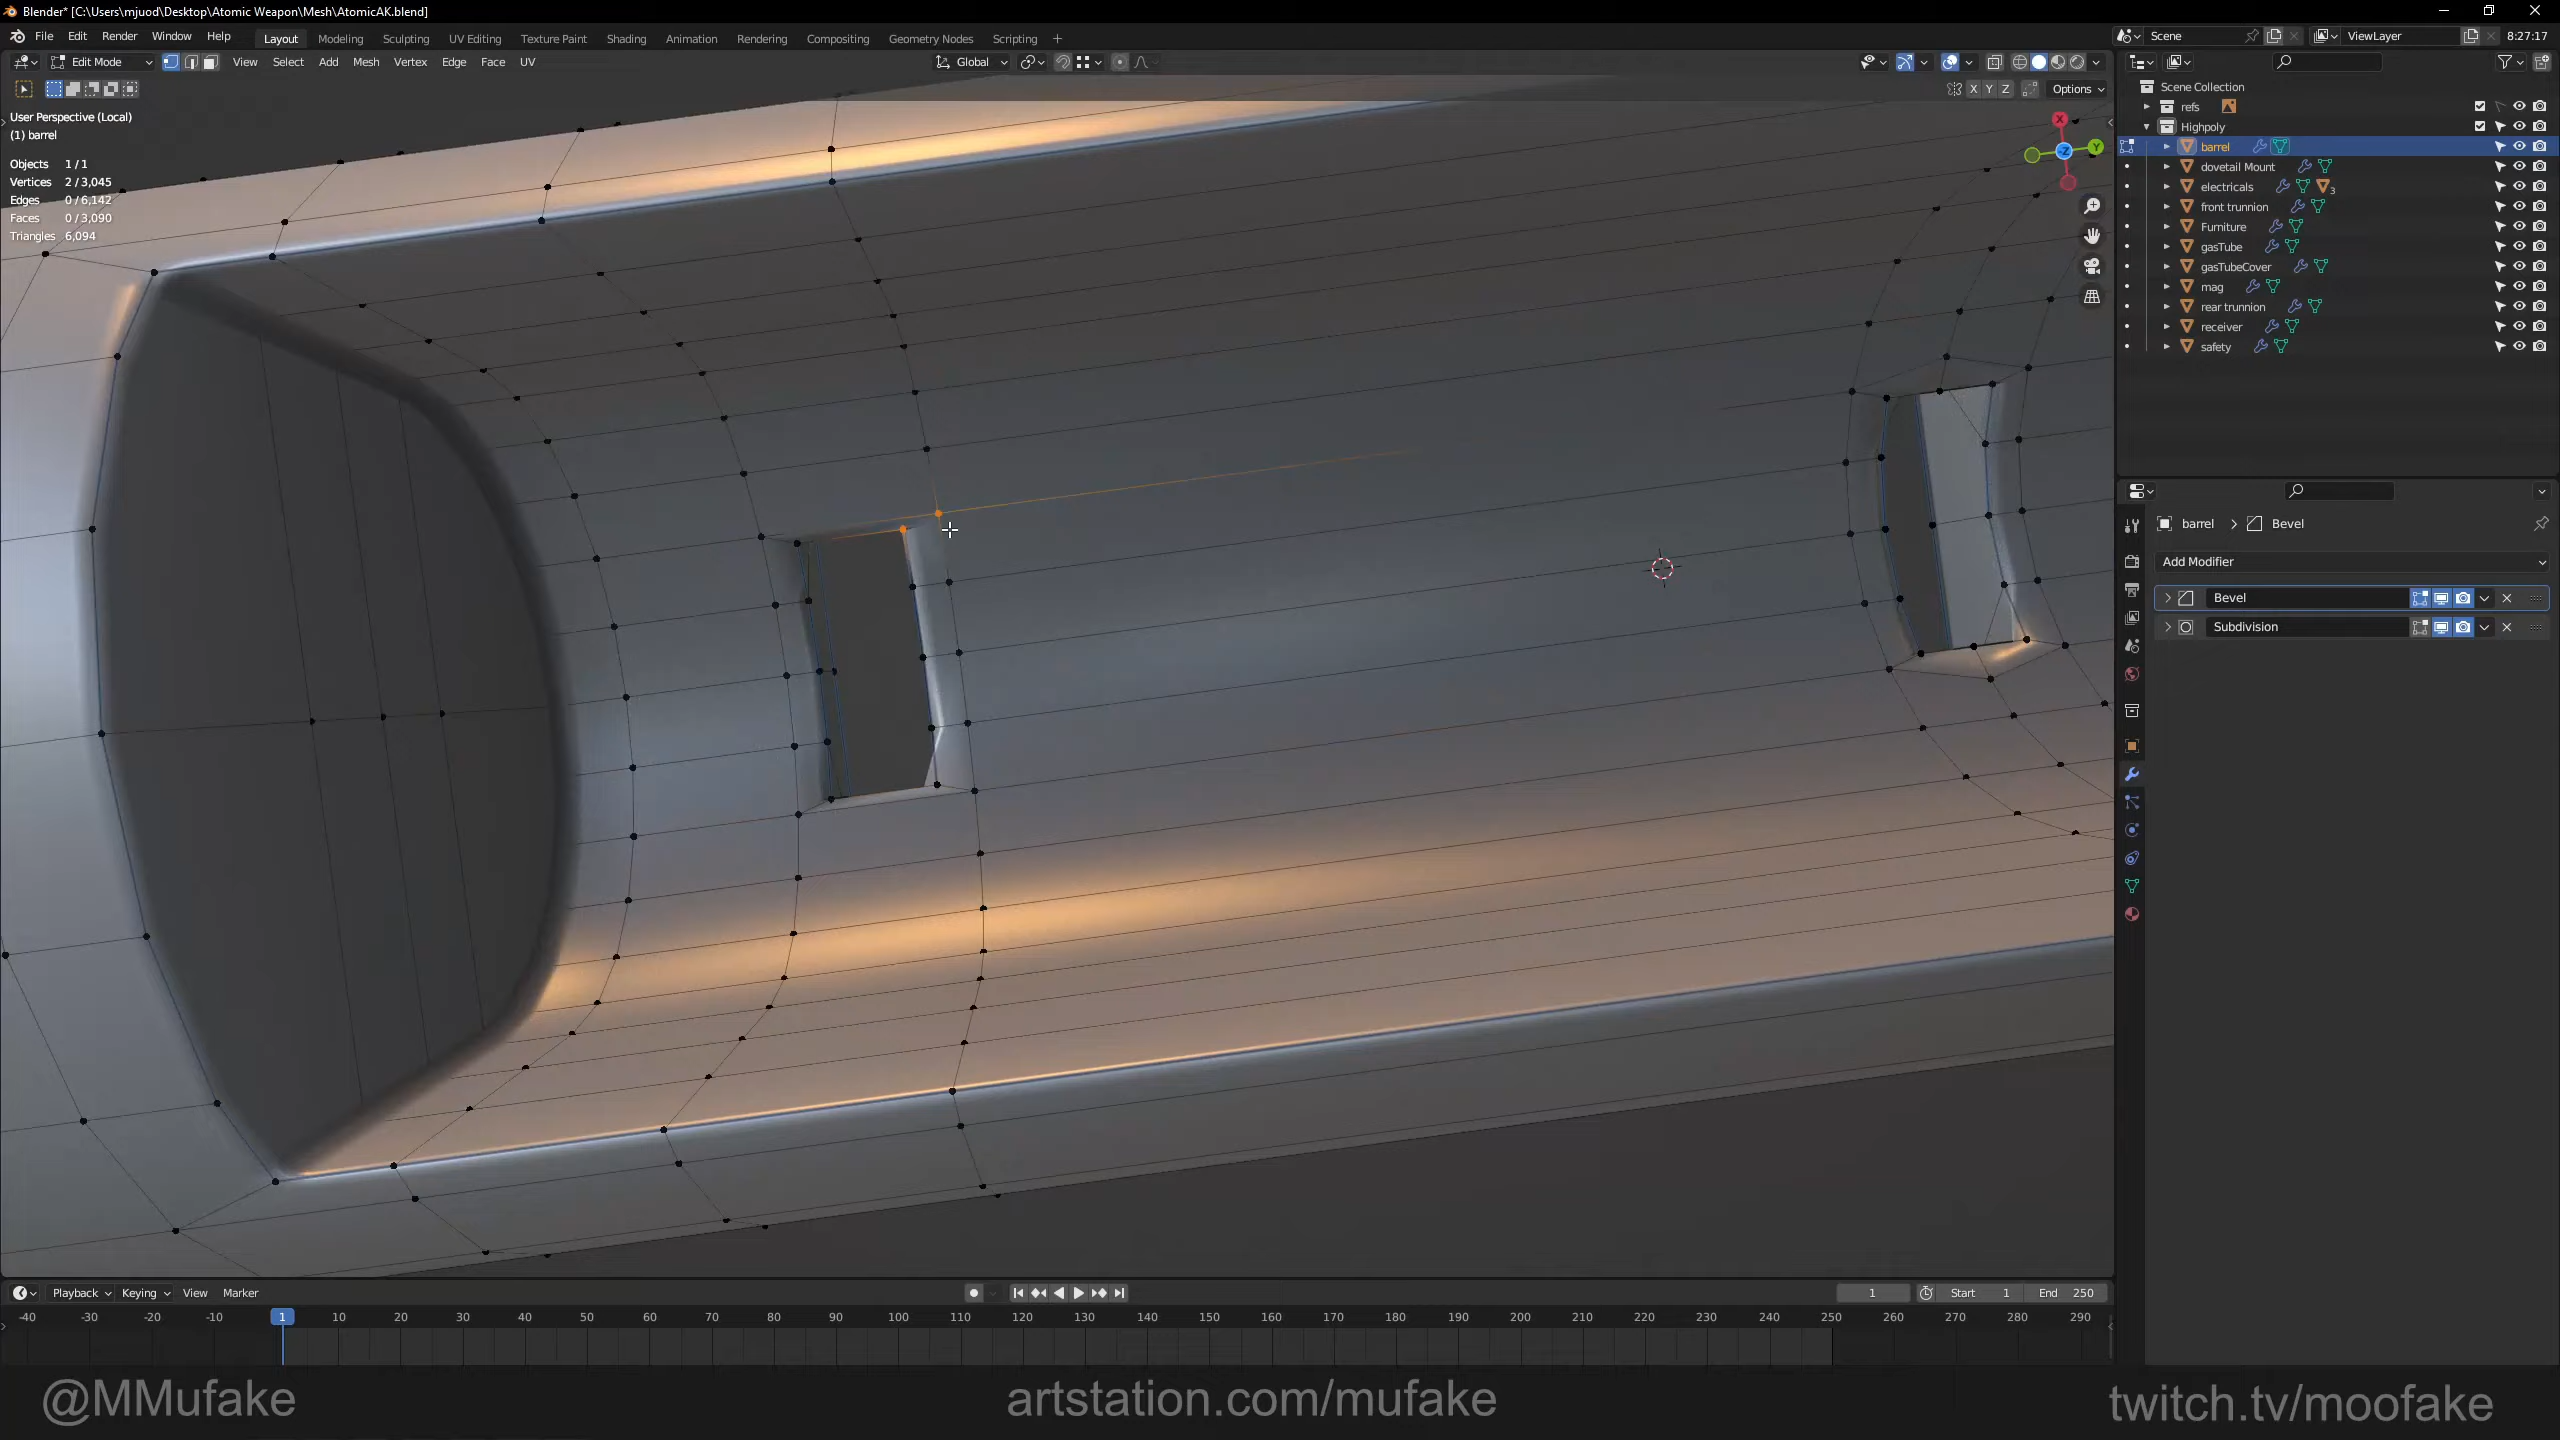 Blender* [C:\Users\mjuod\Desktop\Atomic Weapon\Mesh\AtomicAK.blend]
File Edit Render Window Help Layout Modeling Sculpting UV Editing Texture Paint Shading Animation Rendering Compositing Geometry Nodes Scripting + Scene ViewLayer 8:27:17
Edit Mode View Select Add Mesh Vertex Edge Face UV Global
X Y Z Options
User Perspective (Local)
(1) barrel
Objects 1/1
Vertices 2/3,045
Edges 0/6,142
Faces 0/3,090
Triangles 6,094
X
Y
-Z
Scene Collection
refs
Highpoly
barrel
dovetail Mount
electricals 3
front trunnion
Furniture
gasTube
gasTubeCover
mag
rear trunnion
receiver
safety
barrel > Bevel
Add Modifier
Bevel
Subdivision
Playback Keying View Marker 1 Start 1 End 250
-40 -30 -20 -10 1 10 20 30 40 50 60 70 80 90 100 110 120 130 140 150 160 170 180 190 200 210 220 230 240 250 260 270 280 290
@MMufake artstation.com/mufake twitch.tv/moofake